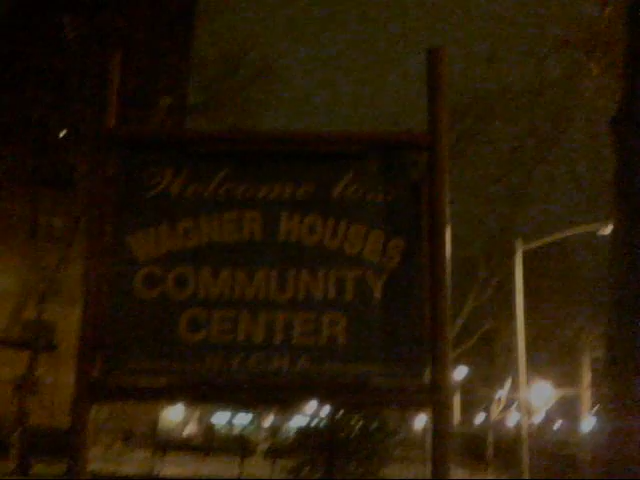 Welcome to...
WAGNER HOUSES
COMMUNITY
CENTER
N.Y.C.H.A.